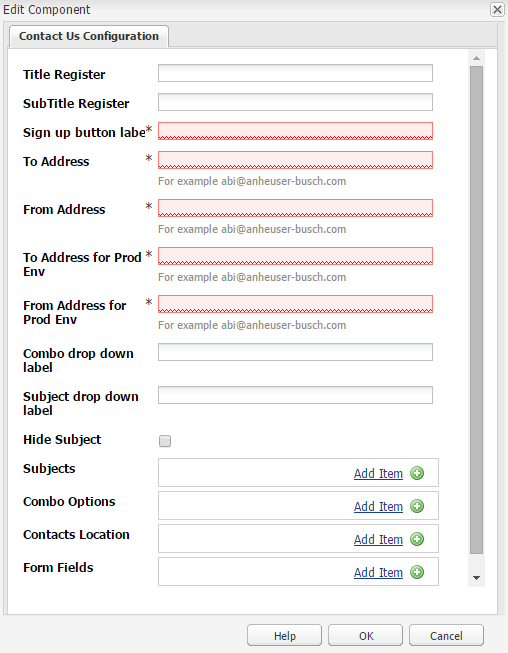 Edit Component
Contact Us Configuration
Title Register
SubTitle Register
Sign up button labe*
To Address *
For example abi@anheuser-busch.com
From Address *
For example abi@anheuser-busch.com
To Address for Prod *
Env
For example abi@anheuser-busch.com
From Address for *
Prod Env
For example abi@anheuser-busch.com
Combo drop down
label
Subject drop down
label
Hide Subject
Subjects Add Item
Combo Options Add Item
Contacts Location Add Item
Form Fields Add Item
Help OK Cancel